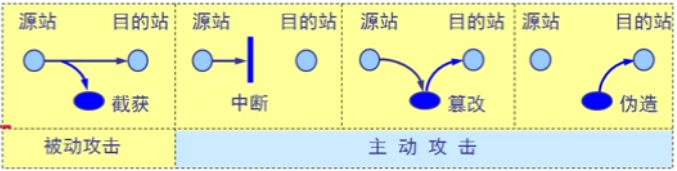 源站 目的站 源站 目的站 源站 目的站 源站 目的站
截获 中断 篡改 伪造
被动攻击 主动攻击